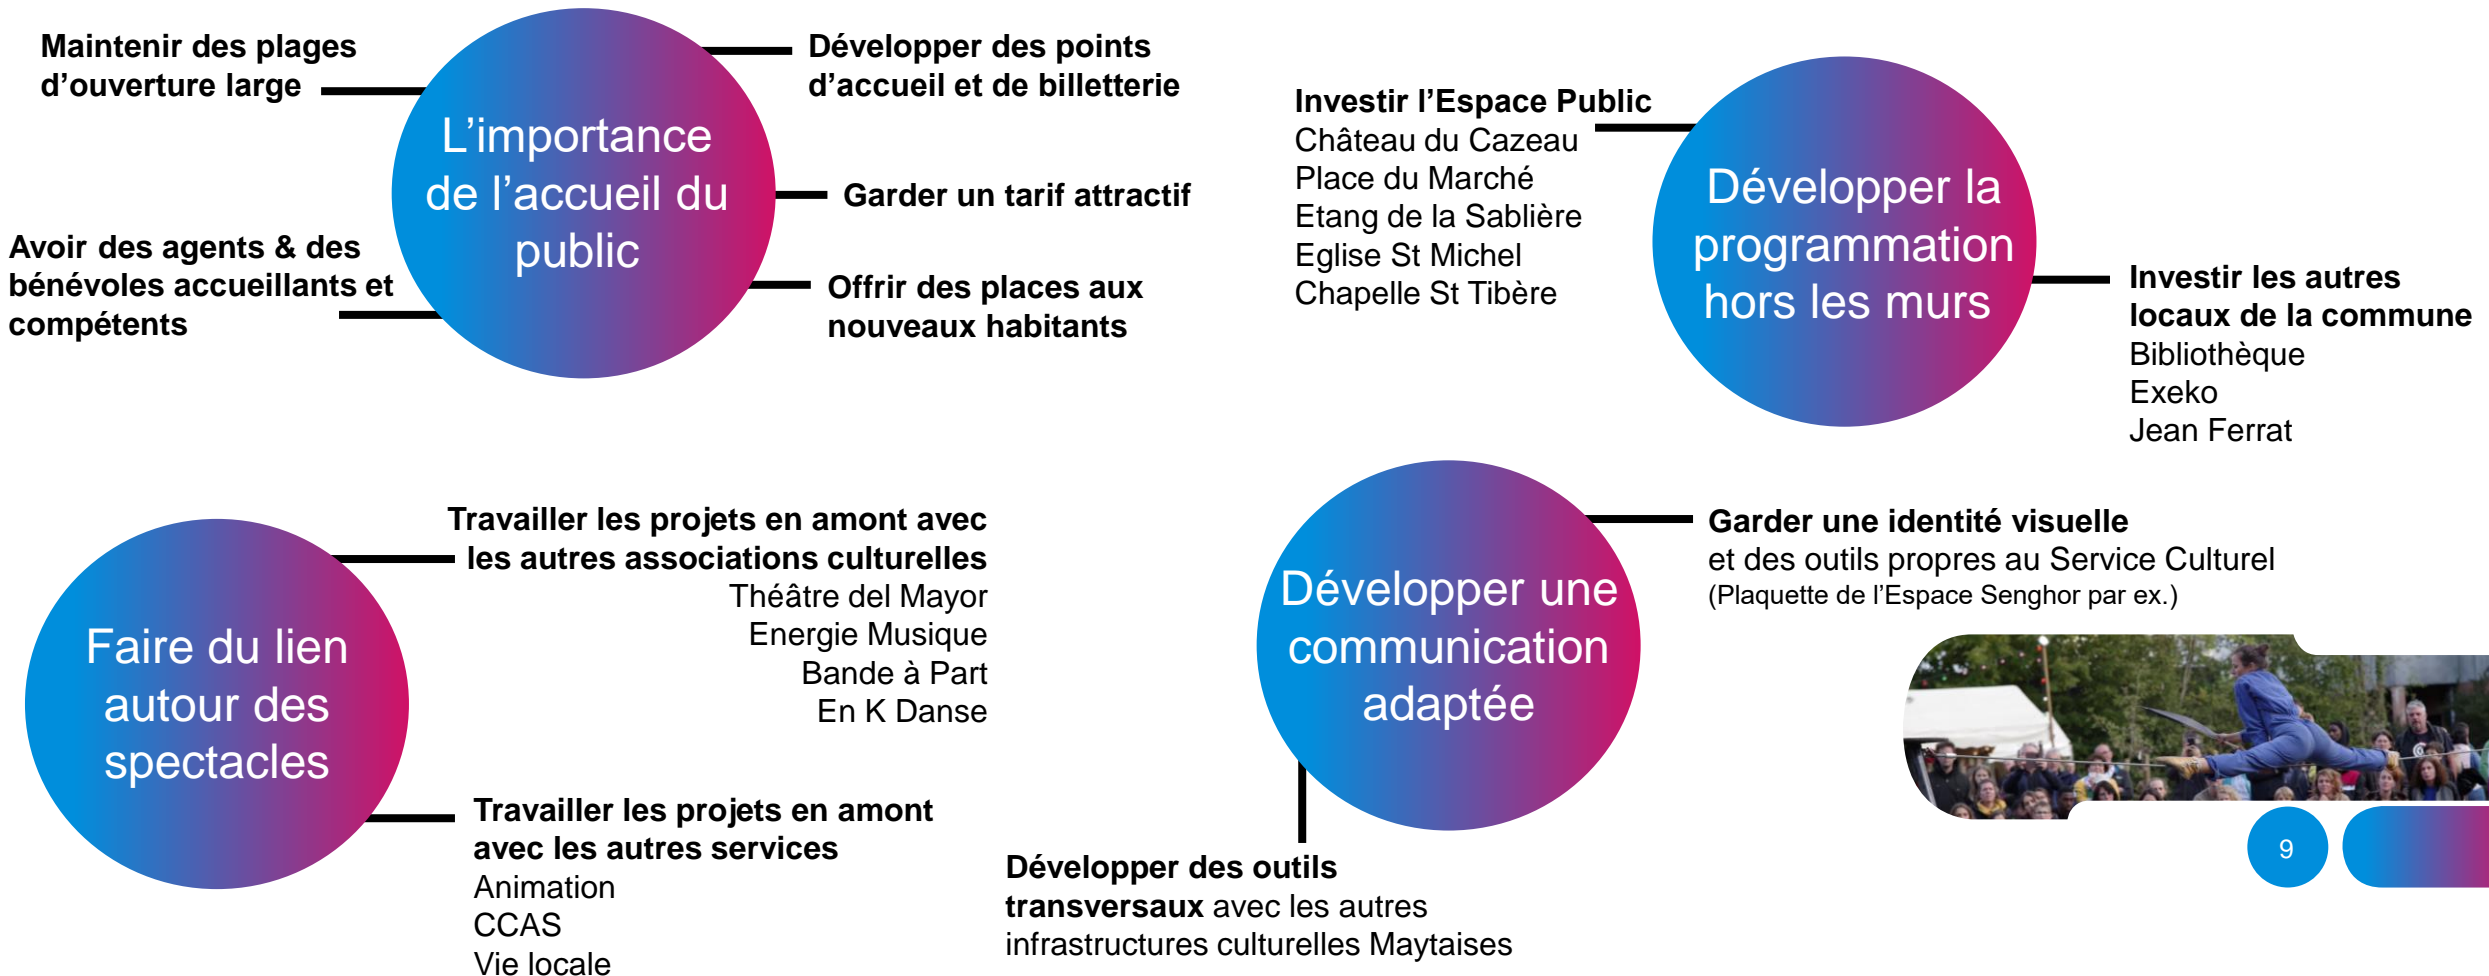 Maintenir des plages
d’ouverture large
Développer des points
d’accueil et de billetterie
L’importance
de l’accueil du
public
Garder un tarif attractif
Avoir des agents & des
bénévoles accueillants et
compétents
Offrir des places aux
nouveaux habitants
Investir l’Espace Public
Château du Cazeau
Place du Marché
Etang de la Sablière
Eglise St Michel
Chapelle St Tibère
Développer la
programmation
hors les murs
Investir les autres
locaux de la commune
Bibliothèque
Exeko
Jean Ferrat
Travailler les projets en amont avec
les autres associations culturelles
Théâtre del Mayor
Energie Musique
Bande à Part
En K Danse
Faire du lien
autour des
spectacles
Travailler les projets en amont
avec les autres services
Animation
CCAS
Vie locale
Développer une
communication
adaptée
Garder une identité visuelle
et des outils propres au Service Culturel
(Plaquette de l’Espace Senghor par ex.)
Développer des outils
transversaux avec les autres
infrastructures culturelles Maytaises
9